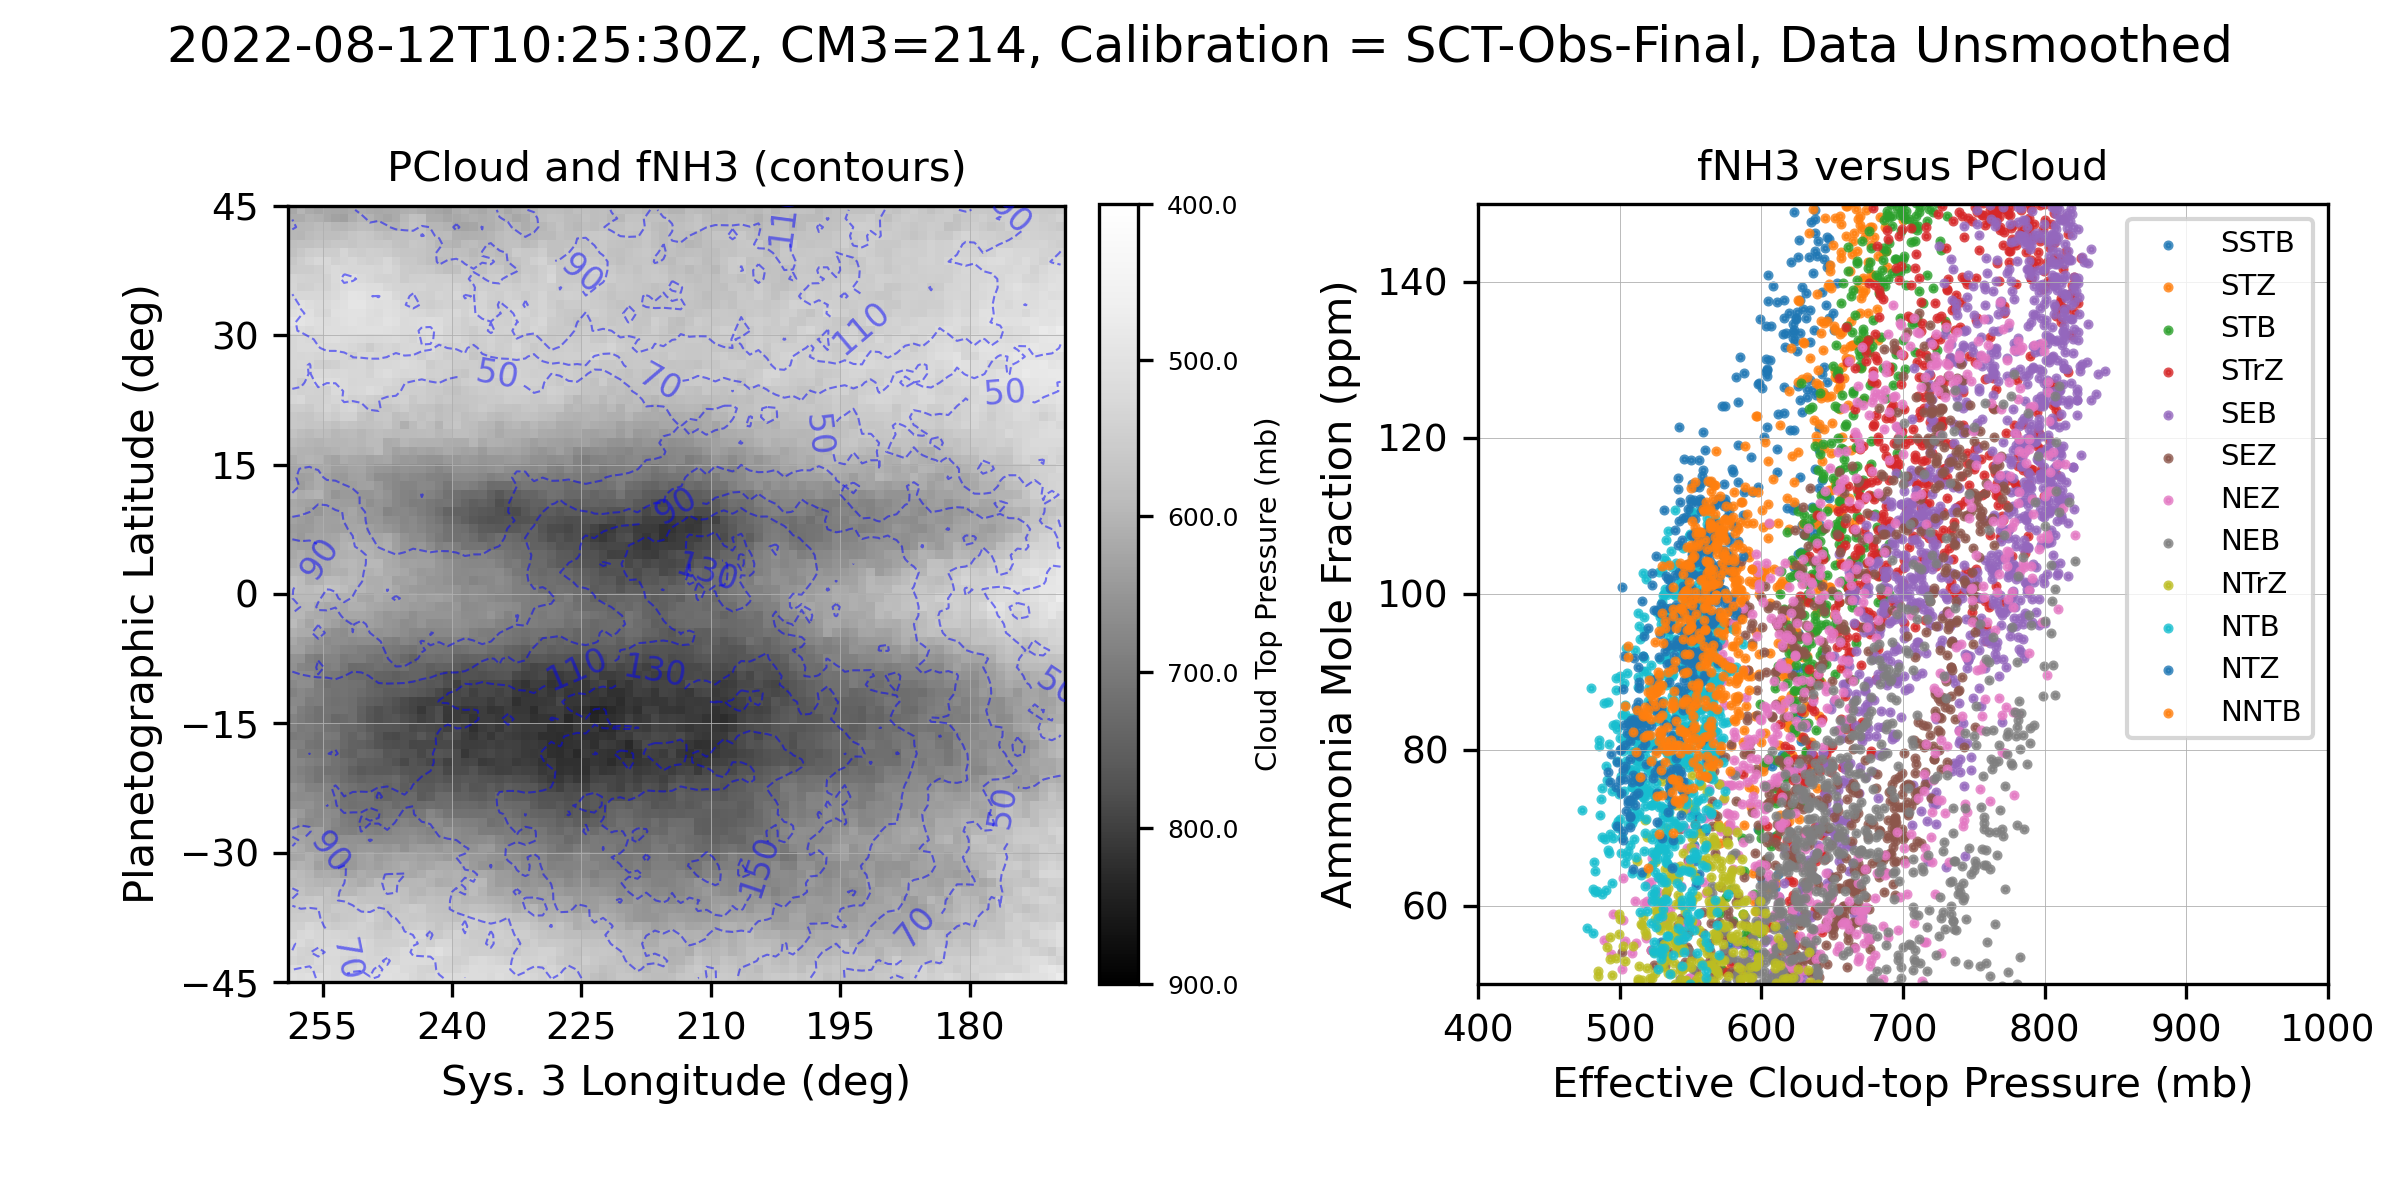 2022-08-12T10:25:30Z, CM3=214, Calibration = SCT-Obs-Final, Data Unsmoothed
PCloud and fNH3 (contours)
Planetographic Latitude (deg)
45
30
15
0
−15
−30
−45
255
240
225
210
195
180
Sys. 3 Longitude (deg)
90
111
90
110
50
70
50
50
90
90
130
110
130
50
50
90
150
70
70
400.0
500.0
600.0
700.0
800.0
900.0
Cloud Top Pressure (mb)
fNH3 versus PCloud
Ammonia Mole Fraction (ppm)
140
120
100
80
60
400
500
600
700
800
900
1000
Effective Cloud-top Pressure (mb)
SSTB
STZ
STB
STrZ
SEB
SEZ
NEZ
NEB
NTrZ
NTB
NTZ
NNTB